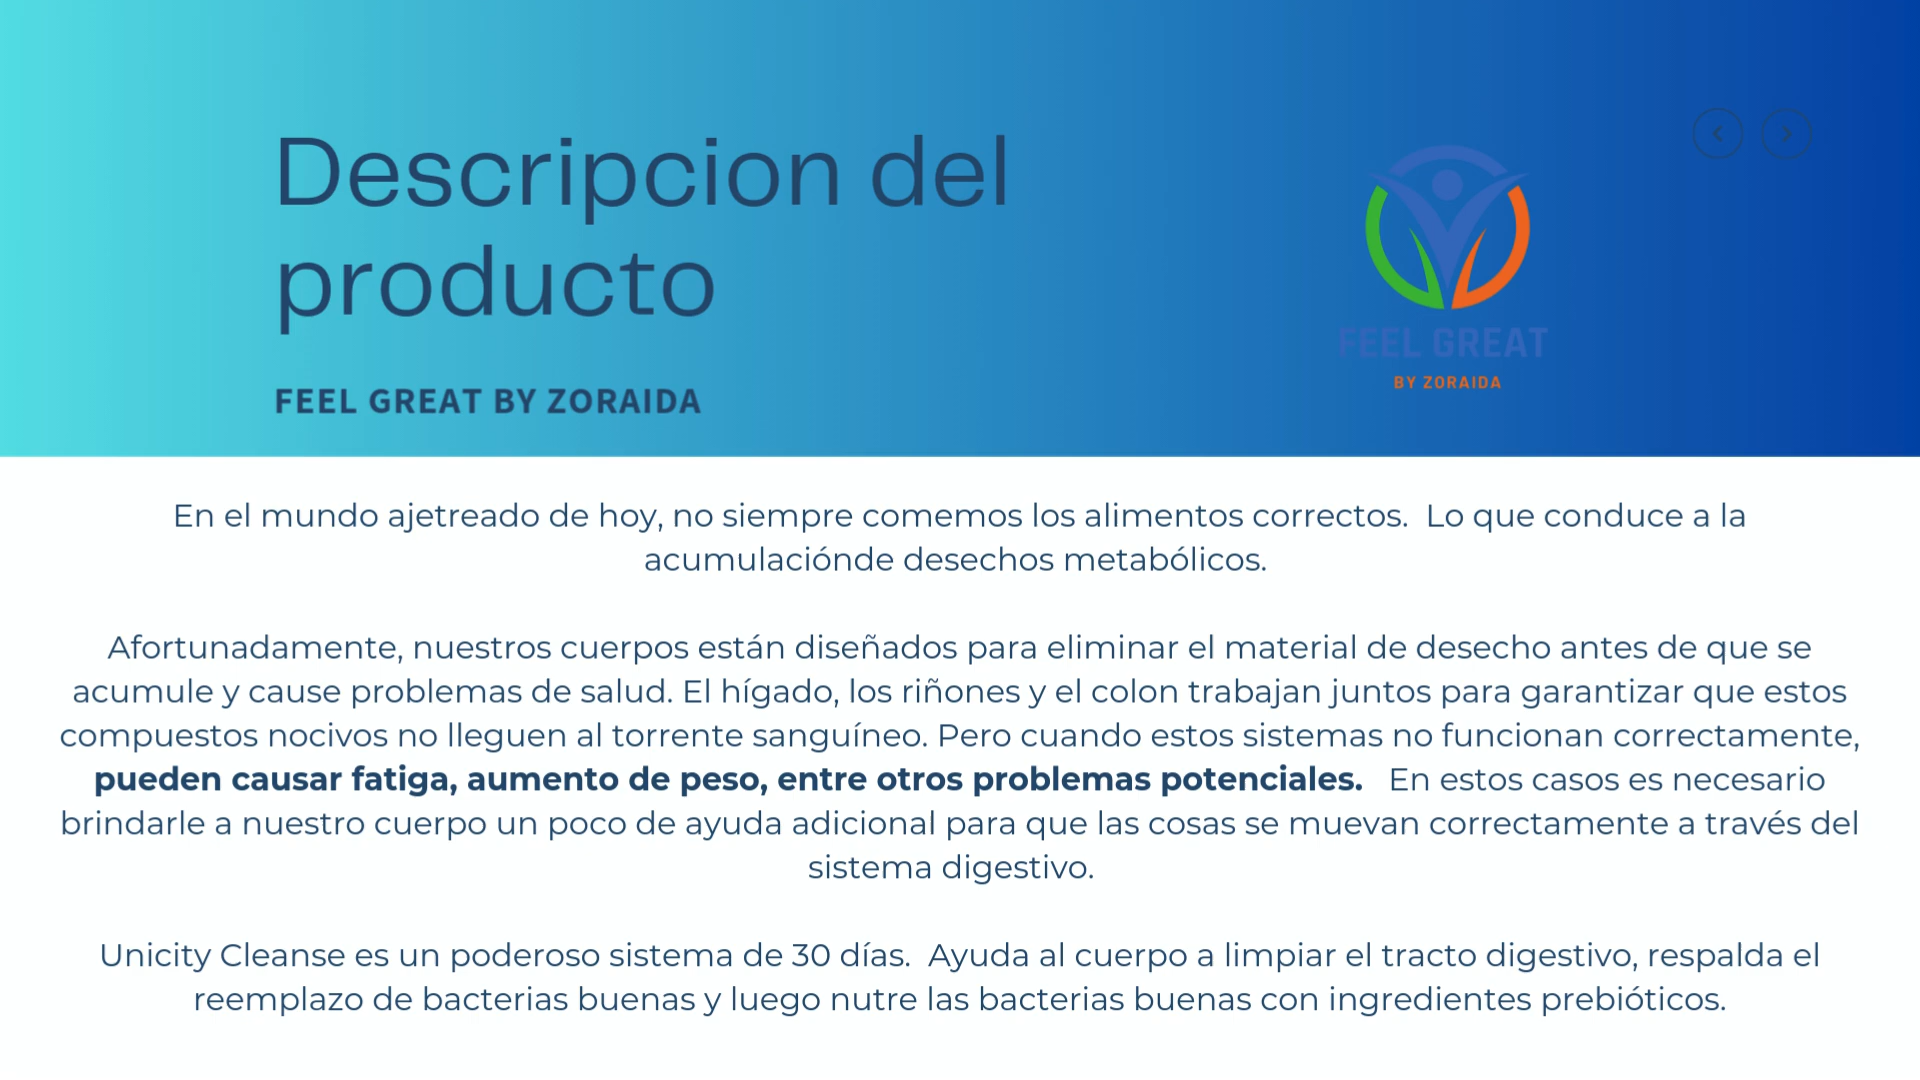 Descripcion del
producto
FEEL GREAT BY ZORAIDA
FEEL GREAT
BY ZORAIDA
En el mundo ajetreado de hoy, no siempre comemos los alimentos correctos.  Lo que conduce a la
acumulaciónde desechos metabólicos.
Afortunadamente, nuestros cuerpos están diseñados para eliminar el material de desecho antes de que se
acumule y cause problemas de salud. El hígado, los riñones y el colon trabajan juntos para garantizar que estos
compuestos nocivos no lleguen al torrente sanguíneo. Pero cuando estos sistemas no funcionan correctamente,
pueden causar fatiga, aumento de peso, entre otros problemas potenciales.   En estos casos es necesario
brindarle a nuestro cuerpo un poco de ayuda adicional para que las cosas se muevan correctamente a través del
sistema digestivo.
Unicity Cleanse es un poderoso sistema de 30 días.  Ayuda al cuerpo a limpiar el tracto digestivo, respalda el
reemplazo de bacterias buenas y luego nutre las bacterias buenas con ingredientes prebióticos.